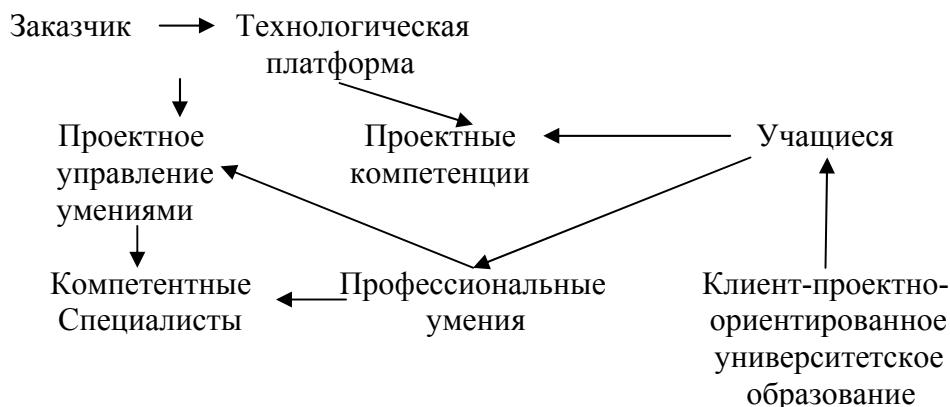 Заказчик
Технологическая
платформа
Проектное
управление
умениями
Проектные
компетенции
Учащиеся
Компетентные
Специалисты
Профессиональные
умения
Клиент-проектно-
ориентированное
университетское
образование